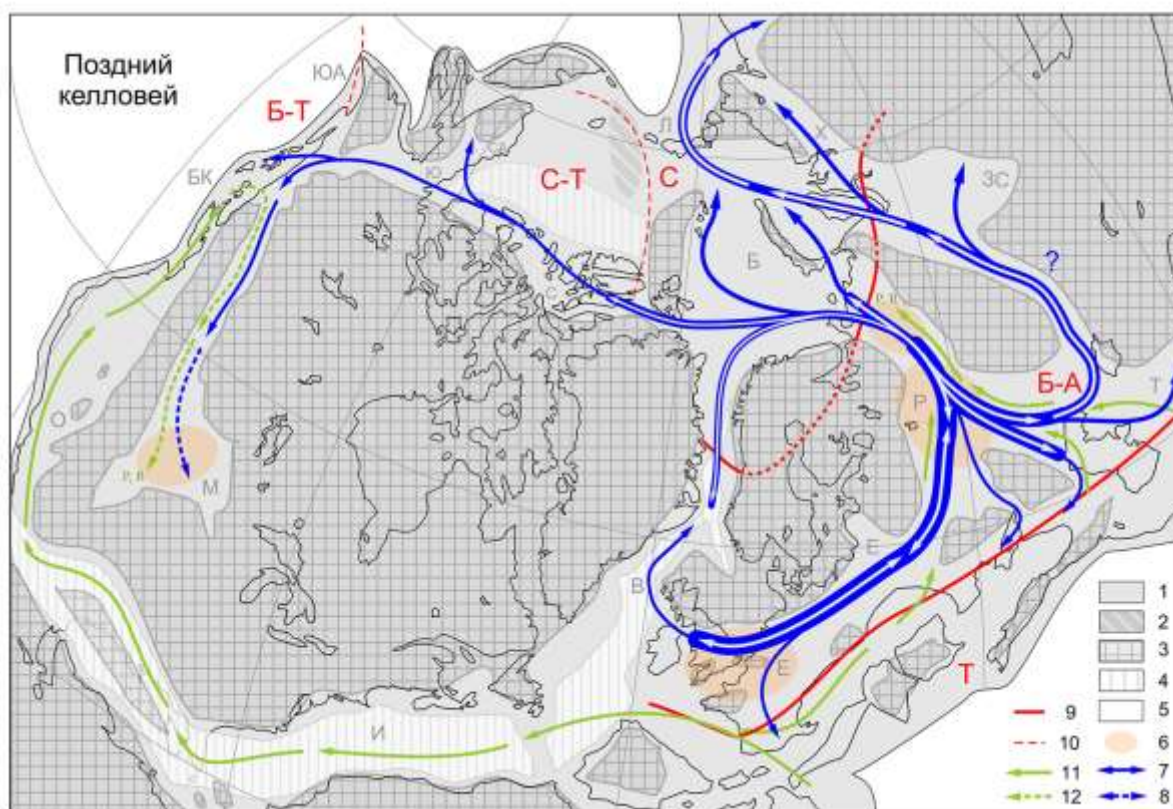 Поздний
келловей
ЮА
Б-Т
БК
Ю
А
С-Т
С
Л
Х
ЗС
Б
?
Р, В
Б-А
Т
Р
О
Р, В
М
Е
В
Е
Т
И
1
2
3
4
9
5
10
6
11
7
12
8